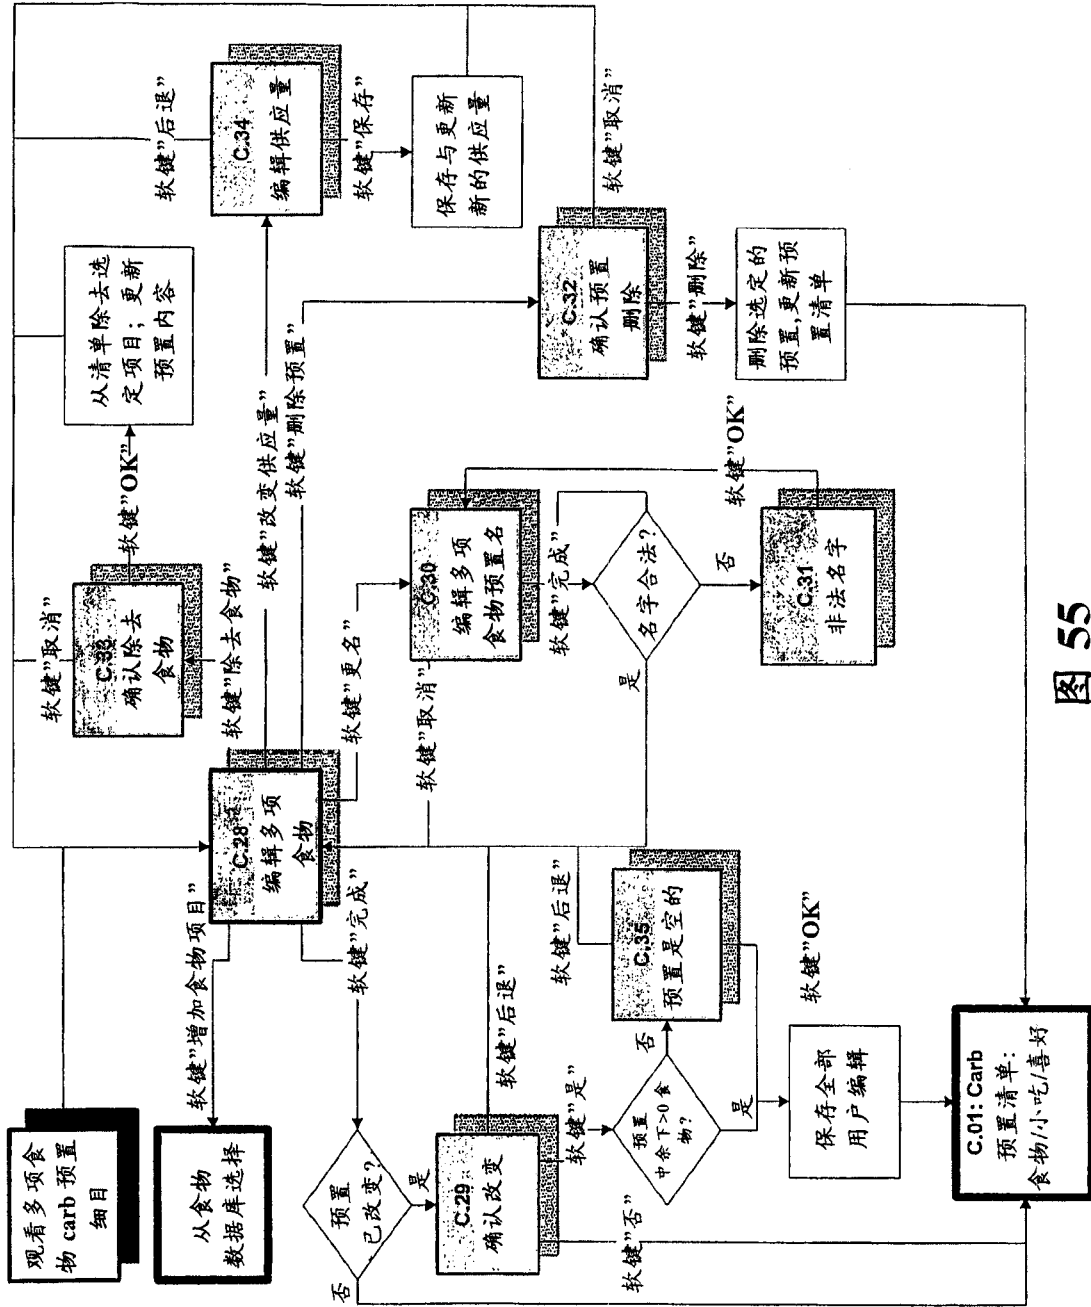 观看多项食
物 carb 预置
细目
从食物
数据库选择
软键”增加食物项目”
C.28
编辑多项
食物
软键”取消”
C.33
确认除去
食物
软键”除去食物”
软键”OK”
从清单除去选
定项目；更新
预置内容
软键”后退”
C.34
编辑供应量
软键”保存”
保存与更新
新的供应量
软键”改变供应量”
软键”删除预置”
软键”更名”
软键”完成”
软键”取消”
C.30
编辑多项
食物预置名
软键”完成”
名字合法?
是
否
C.31
非法名字
软键”OK”
C.32
确认预置
删除
软键”取消”
软键”删除”
删除选定的
预置,更新预
置清单
预置
已改变?
否
是
C.29
确认改变
软键”后退”
软键”是”
软键”否”
预置
中余下>0 食
物?
否
是
C.35
预置是空的
软键”后退”
软键”OK”
保存全部
用户编辑
C.01: Carb
预置清单:
食物/小吃/喜好
图 55